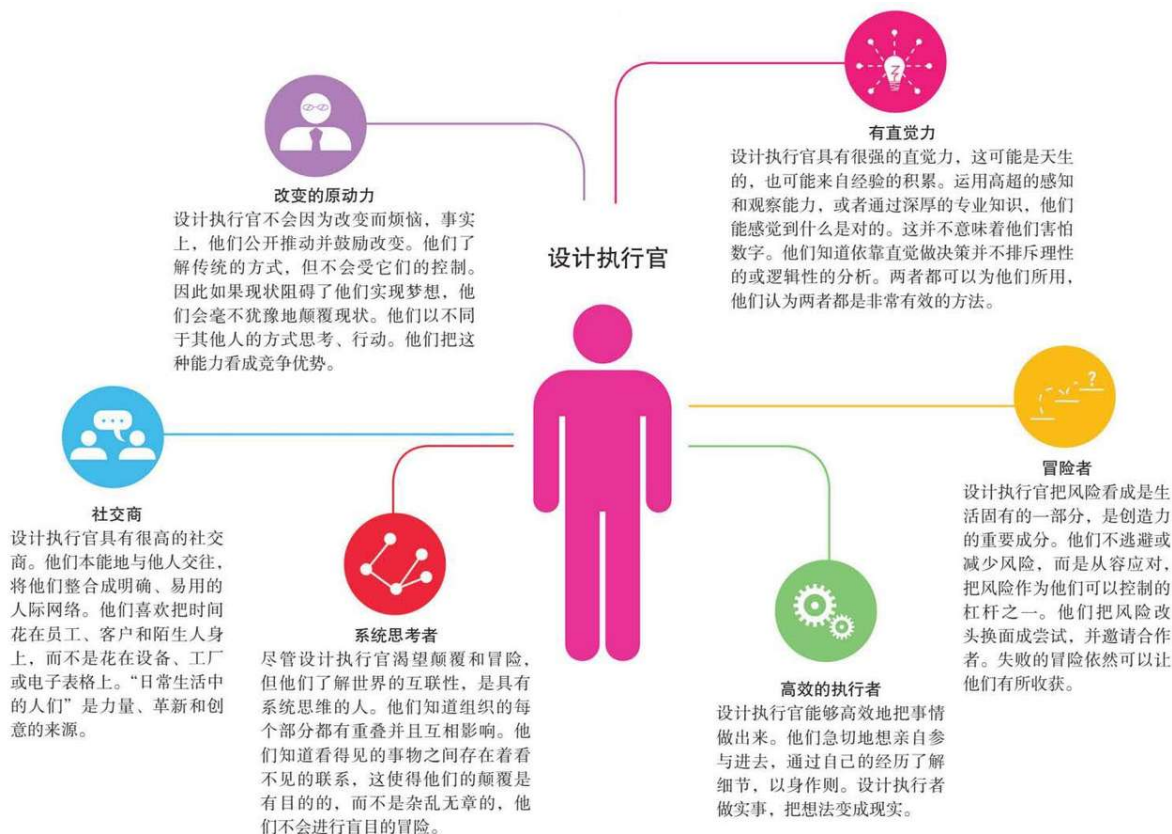 有直觉力
设计执行官具有很强的直觉力，这可能是天生
的，也可能来自经验的积累。运用高超的感知
和观察能力，或者通过深厚的专业知识，他们
能感觉到什么是对的。这并不意味着他们害怕
数字。他们知道依靠直觉做决策并不排斥理性
的或逻辑性的分析。两者都可以为他们所用，
他们认为两者都是非常有效的方法。
改变的原动力
设计执行官不会因为改变而烦恼，事实
上，他们公开推动并鼓励改变。他们了
解传统的方式，但不会受它们的控制。
因此如果现状阻碍了他们实现梦想，他
们会毫不犹豫地颠覆现状。他们以不同
于其他人的方式思考、行动。他们把这
种能力看成竞争优势。
设计执行官
?
冒险者
设计执行官把风险看成是生
活固有的一部分，是创造力
的重要成分。他们不逃避或
减少风险，而是从容应对，
把风险作为他们可以控制的
杠杆之一。他们把风险改
头换面成尝试，并邀请合作
者。失败的冒险依然可以让
他们有所收获。
社交商
设计执行官具有很高的社交
商。他们本能地与他人交往，
将他们整合成明确、易用的
人际网络。他们喜欢把时间
花在员工、客户和陌生人身
上，而不是花在设备、工厂
或电子表格上。“日常生活中
的人们”是力量、革新和创
意的来源。
系统思考者
尽管设计执行官渴望颠覆和冒险，
但他们了解世界的互联性，是具有
系统思维的人。他们知道组织的每
个部分都有重叠并且互相影响。他
们知道看得见的事物之间存在着看
不见的联系，这使得他们的颠覆是
有目的的，而不是杂乱无章的，他
们不会进行盲目的冒险。
高效的执行者
设计执行官能够高效地把事情
做出来。他们急切地想亲自参
与进去，通过自己的经历了解
细节，以身作则。设计执行者
做实事，把想法变成现实。